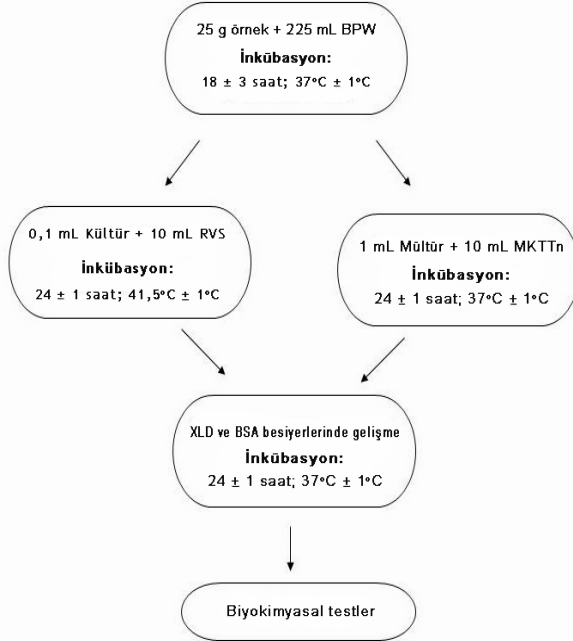 25 g örnek + 225 mL BPW
İnkübasyon:
18 ± 3 saat; 37°C ± 1°C
0,1 mL Kültür + 10 mL RVS
İnkübasyon:
24 ± 1 saat; 41,5°C ± 1°C
1 mL Mültür + 10 mL MKTTn
İnkübasyon:
24 ± 1 saat; 37°C ± 1°C
XLD ve BSA besiyerlerinde gelişme
İnkübasyon:
24 ± 1 saat; 37°C ± 1°C
Biyokimyasal testler